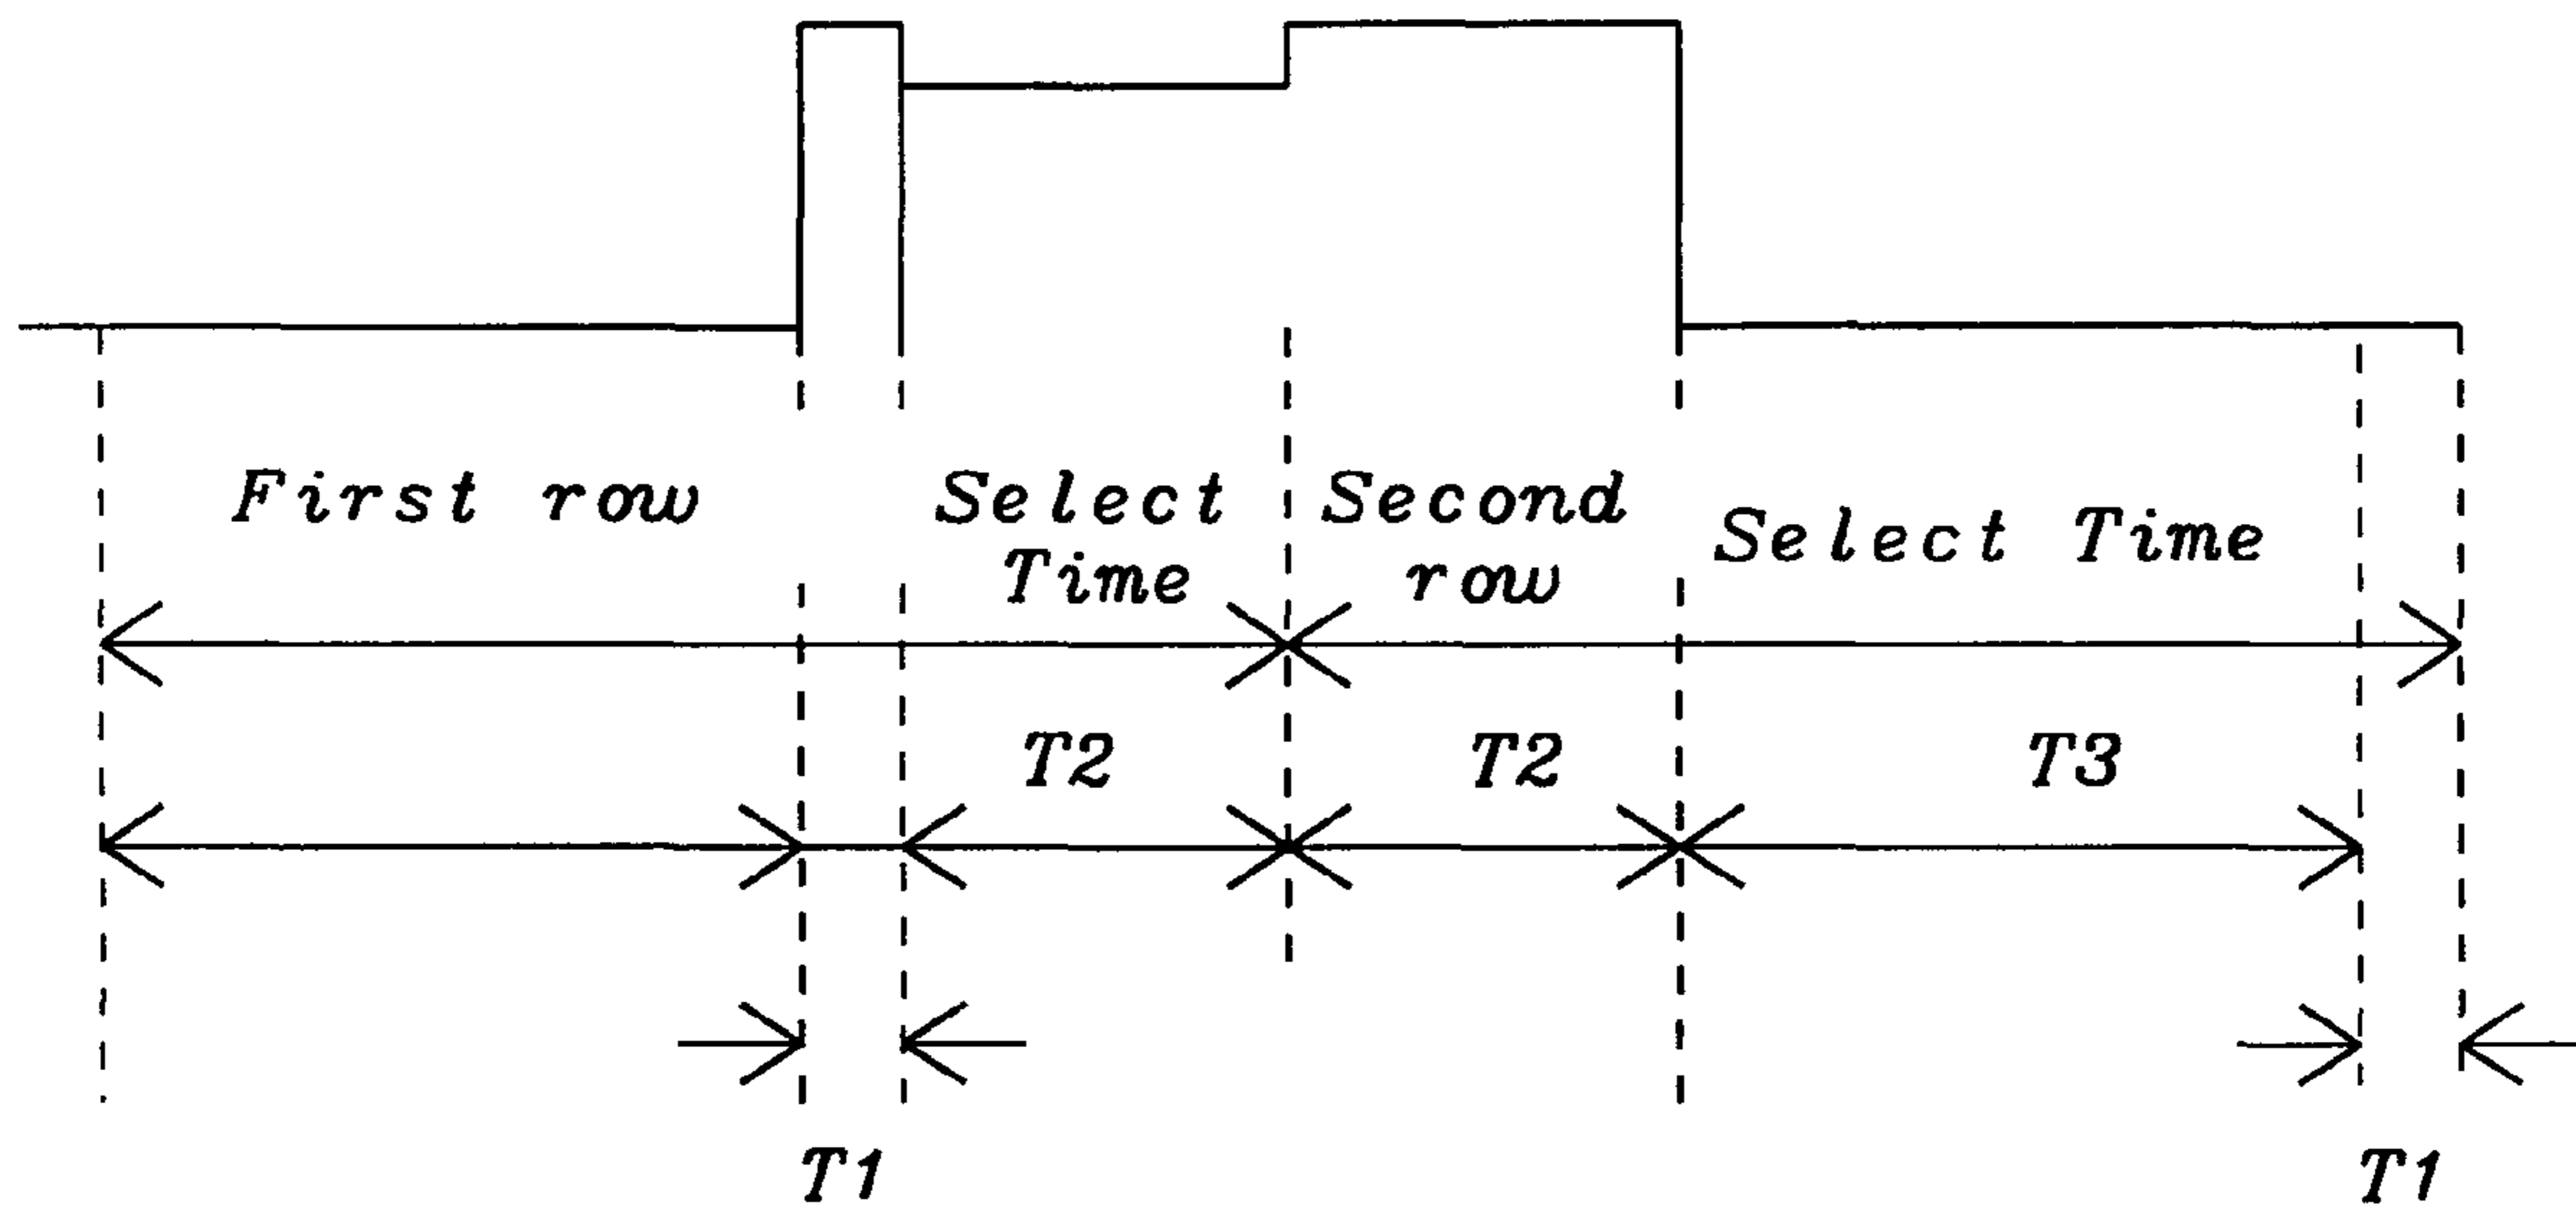 First row
Select
Time
Second
row
Select Time
T2
T2
T3
T1
T1